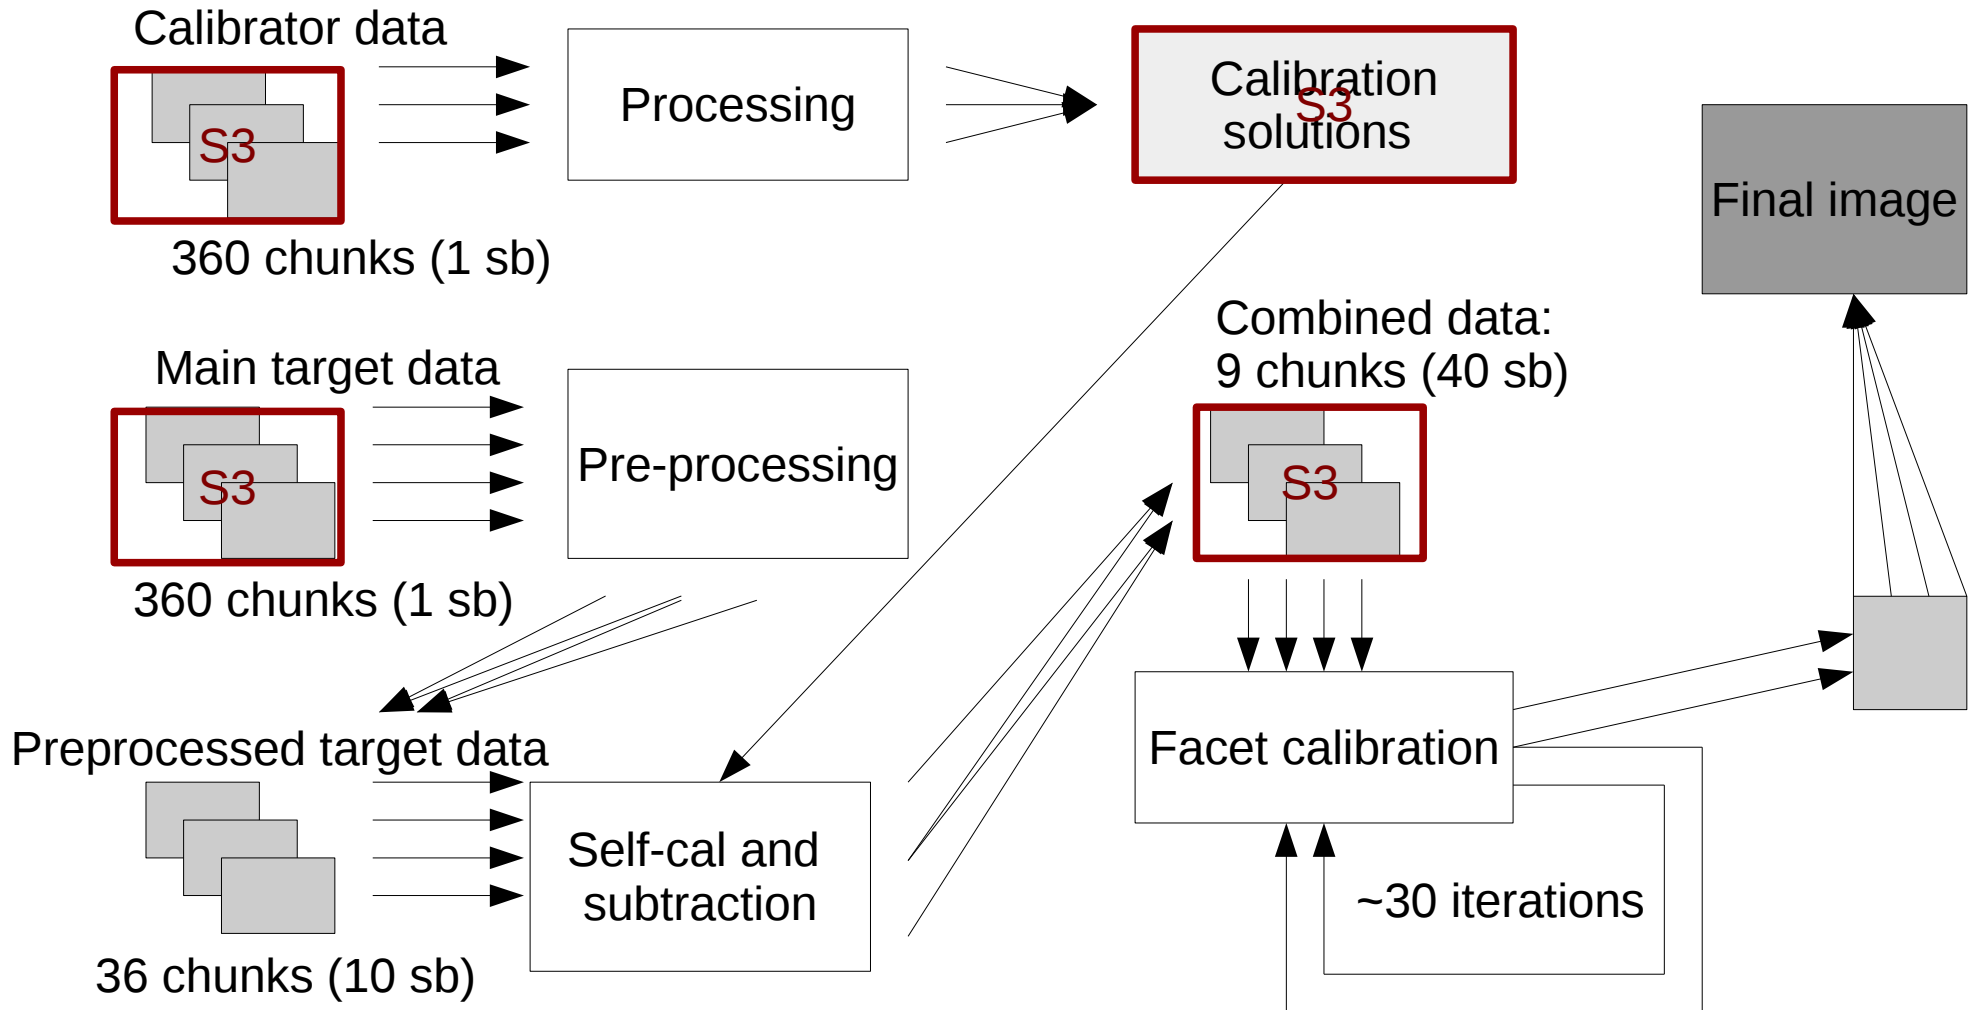 Calibrator data
S3
360 chunks (1 sb)
Processing
Calibration
S3
solutions
Final image
Main target data
S3
360 chunks (1 sb)
Pre-processing
Combined data:
9 chunks (40 sb)
S3
Preprocessed target data
36 chunks (10 sb)
Self-cal and
subtraction
Facet calibration
~30 iterations